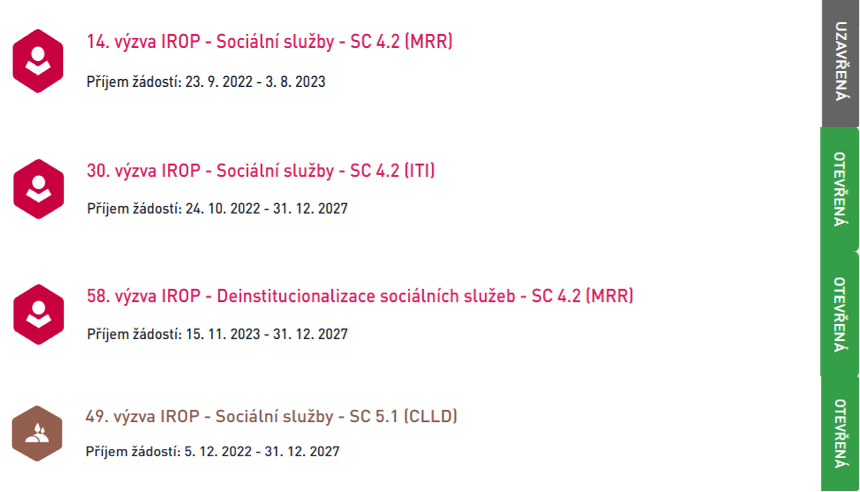 14. výzva IROP - Sociální služby - SC 4.2 (MRR)
Příjem žádostí: 23. 9. 2022 - 3. 8. 2023
UZAVŘENÁ
30. výzva IROP - Sociální služby - SC 4.2 (ITI)
Příjem žádostí: 24. 10. 2022 - 31. 12. 2027
OTEVŘENÁ
58. výzva IROP - Deinstitucionalizace sociálních služeb - SC 4.2 (MRR)
Příjem žádostí: 15. 11. 2023 - 31. 12. 2027
OTEVŘENÁ
49. výzva IROP - Sociální služby - SC 5.1 (CLLD)
Příjem žádostí: 5. 12. 2022 - 31. 12. 2027
OTEVŘENÁ